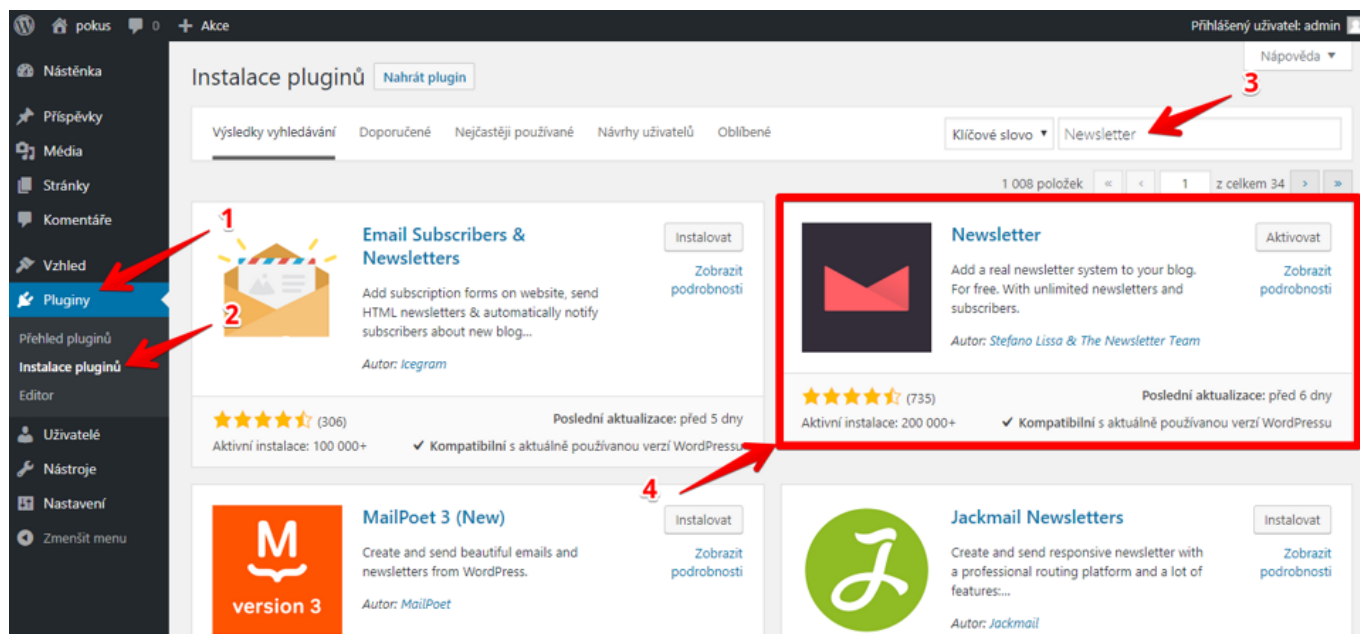 pokus 0 + Akce Přihlášený uživatel: admin
Nápověda ▼
Nástěnka
Příspěvky
Média
Stránky
Komentáře
Vzhled
Pluginy
Přehled pluginů
Instalace pluginů
Editor
Uživatelé
Nástroje
Nastavení
Zmenšit menu
1
2
3
4
Instalace pluginů Nahrát plugin
Výsledky vyhledávání Doporučené Nejčastěji používané Návrhy uživatelů Oblíbené
Klíčové slovo ▼ Newsletter
1 008 položek « ‹ 1 z celkem 34 › »
Email Subscribers &
Newsletters
Instalovat
Zobrazit
podrobnosti
Add subscription forms on website, send
HTML newsletters & automatically notify
subscribers about new blog...
Autor: Icegram
(306)
Poslední aktualizace: před 5 dny
Aktivní instalace: 100 000+
✔ Kompatibilní s aktuálně používanou verzí WordPressu
Newsletter
Aktivovat
Zobrazit
podrobnosti
Add a real newsletter system to your blog.
For free. With unlimited newsletters and
subscribers.
Autor: Stefano Lissa & The Newsletter Team
(735)
Poslední aktualizace: před 6 dny
Aktivní instalace: 200 000+
✔ Kompatibilní s aktuálně používanou verzí WordPressu
M
version 3
MailPoet 3 (New)
Instalovat
Zobrazit
podrobnosti
Create and send beautiful emails and
newsletters from WordPress.
Autor: MailPoet
J
Jackmail Newsletters
Instalovat
Zobrazit
podrobnosti
Create and send responsive newsletter with
a professional routing platform and a lot of
features:...
Autor: Jackmail